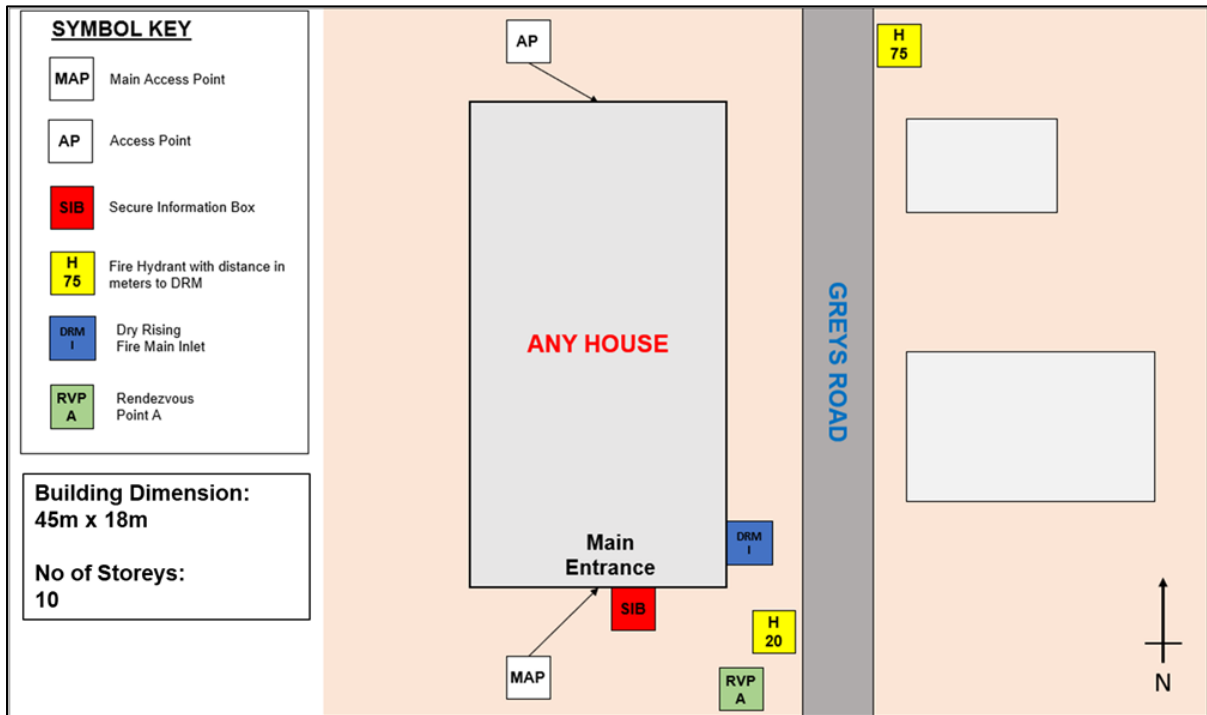 SYMBOL KEY
MAP
Main Access Point
AP
Access Point
SIB
Secure Information Box
H
75
Fire Hydrant with distance in
meters to DRM
DRM
I
Dry Rising
Fire Main Inlet
RVP
A
Rendezvous
Point A
Building Dimension:
45m x 18m
No of Storeys:
10
AP
H
75
ANY HOUSE
GREYS ROAD
Main
Entrance
DRM
I
SIB
H
20
MAP
RVP
A
N